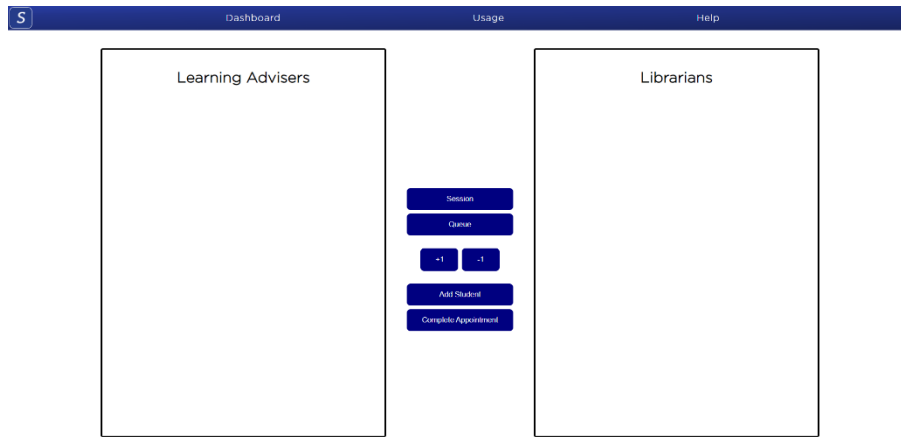 S Dashboard Usage Help
Learning Advisers
Librarians
Session
Queue
+1 -1
Add Student
Complete Appointment